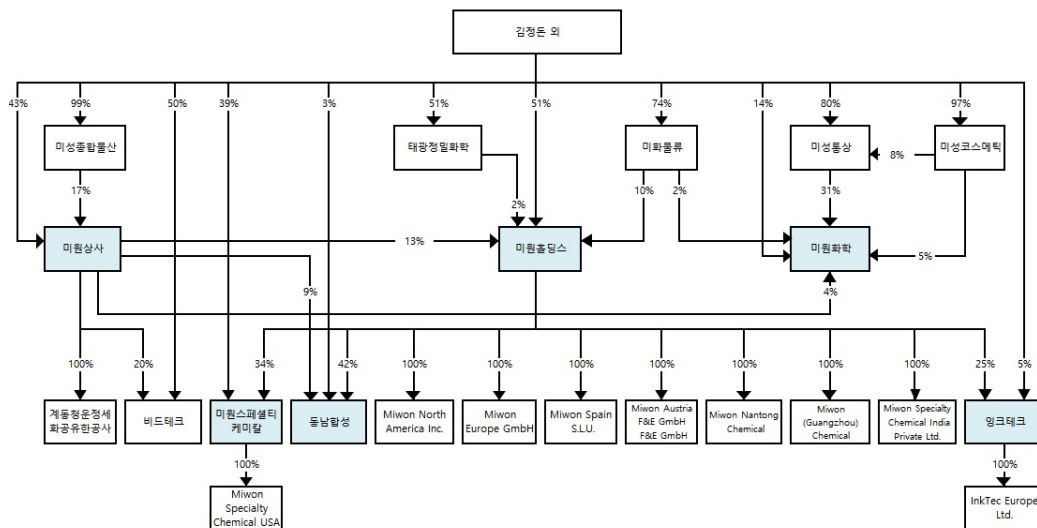 김정돈 외
43%
99%
50%
39%
3%
51%
51%
74%
14%
80%
97%
미성종합물산
태광정밀화학
미화물류
미성통상
8%
미성코스메틱
17%
2%
10%
2%
31%
미원상사
13%
미원홀딩스
미원화학
5%
9%
4%
100%
20%
34%
42%
100%
100%
100%
100%
100%
100%
100%
25%
5%
계동청운정세
화공유한공사
비드테크
미원스페셜티
케미칼
동남합성
Miwon North
America Inc.
Miwon
Europe GmbH
Miwon Spain
S.L.U.
Miwon Austria
F&E GmbH
F&E GmbH
Miwon Nantong
Chemical
Miwon
(Guangzhou)
Chemical
Miwon Specialty
Chemical India
Private Ltd.
잉크테크
100%
100%
Miwon
Specialty
Chemical USA
InkTec Europe
Ltd.